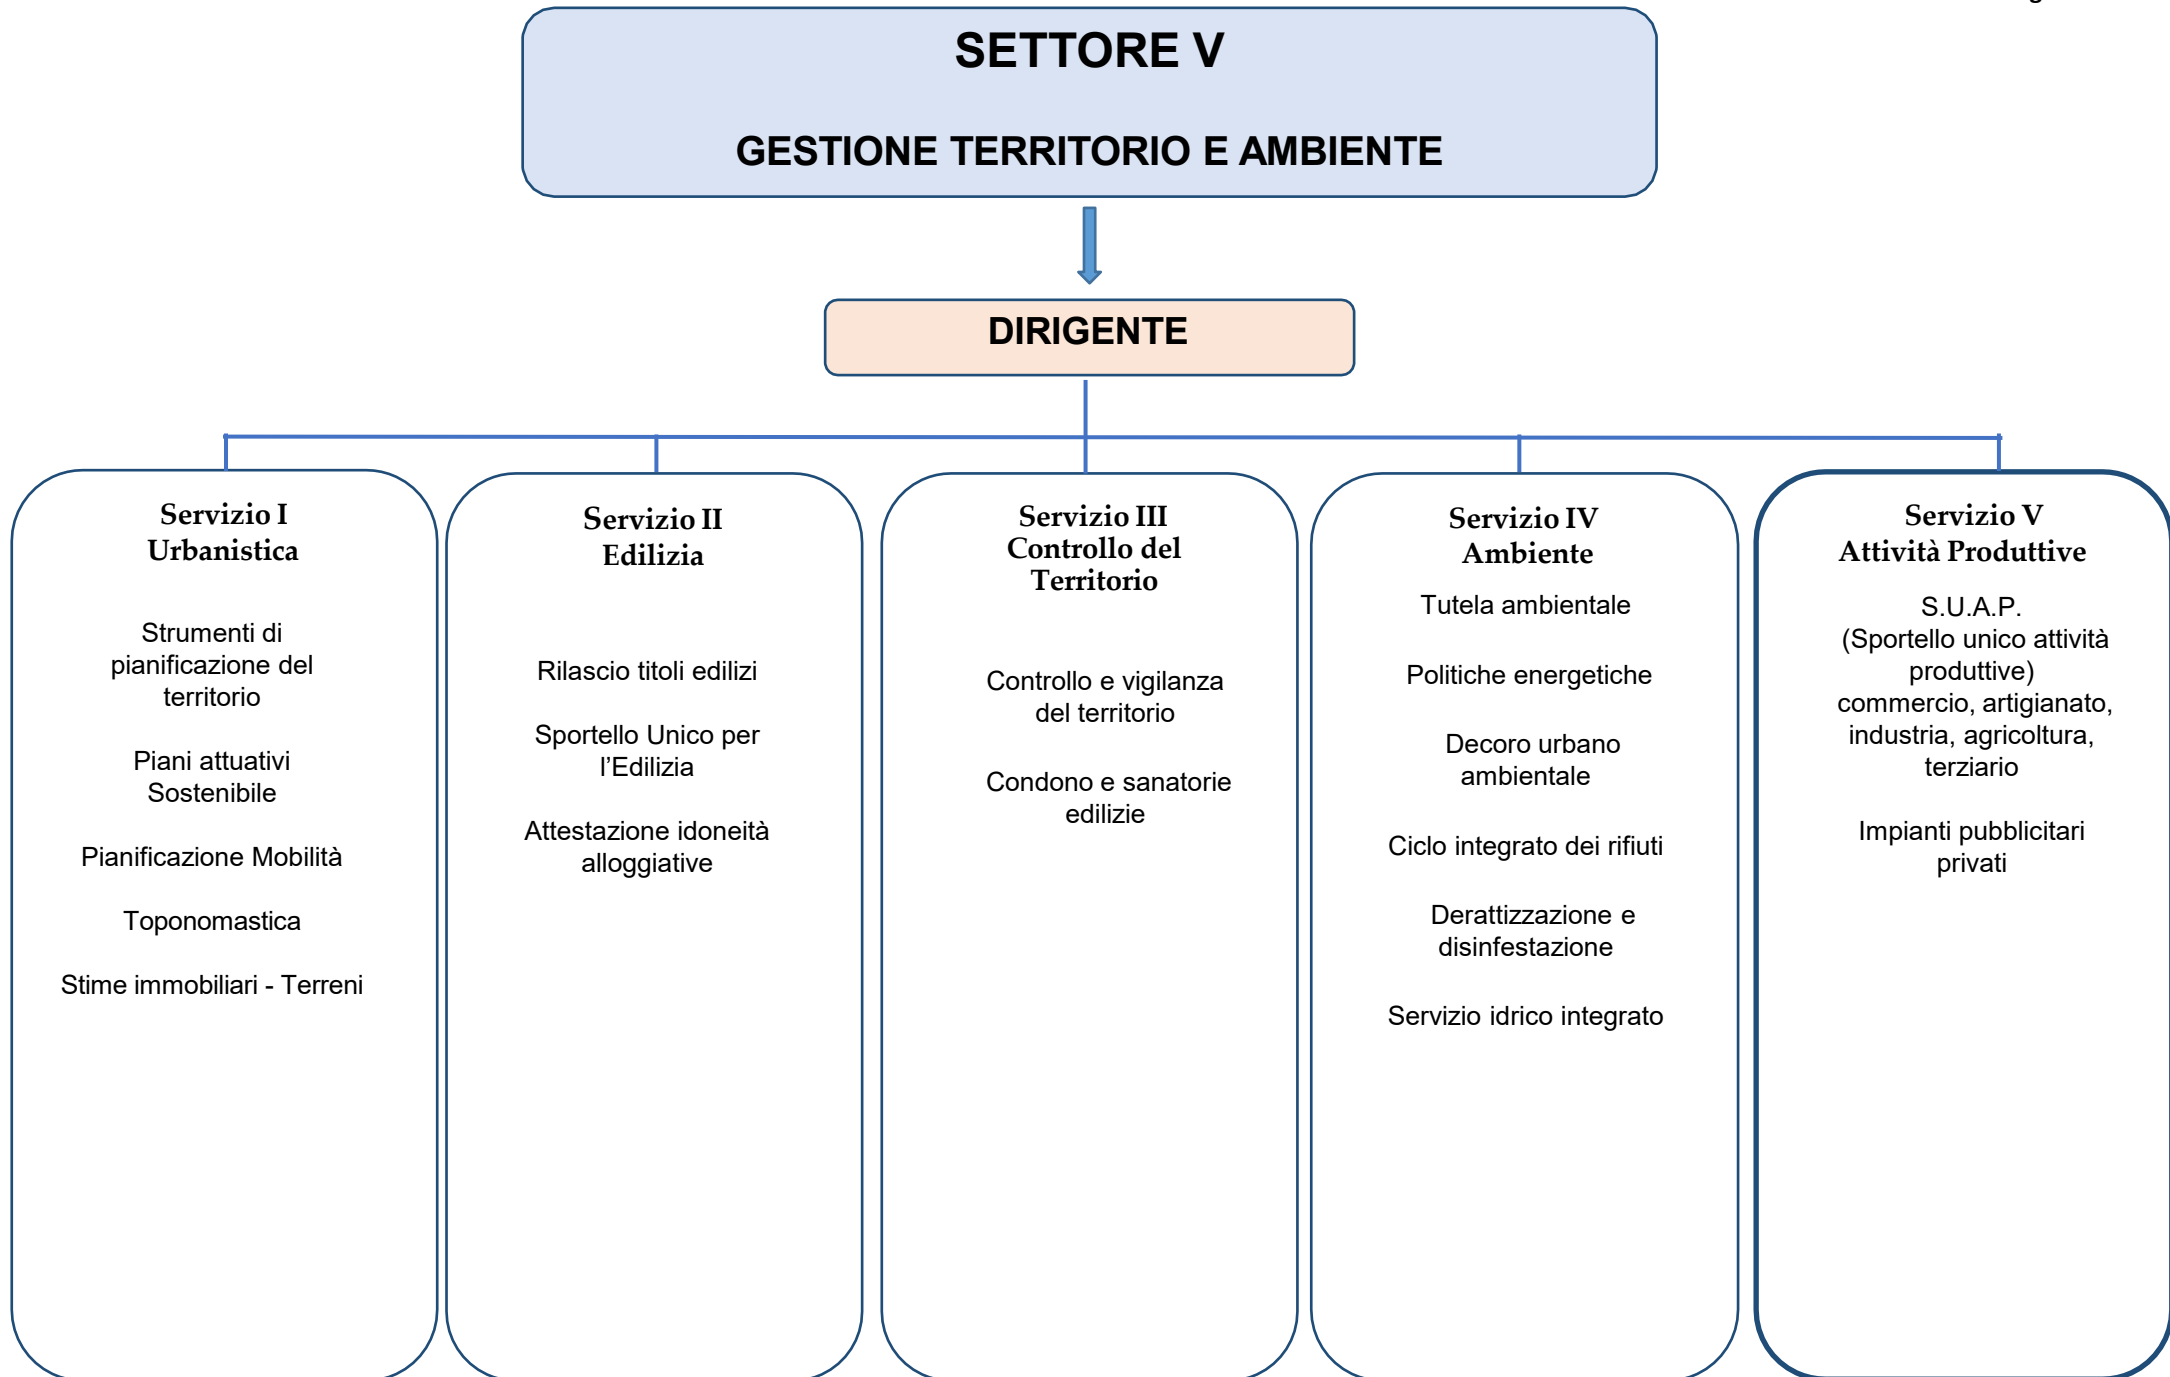 SETTORE V
GESTIONE TERRITORIO E AMBIENTE
DIRIGENTE
Servizio I
Urbanistica
Strumenti di
pianificazione del
territorio
Piani attuativi
Sostenibile
Pianificazione Mobilità
Toponomastica
Stime immobiliari - Terreni
Servizio II
Edilizia
Rilascio titoli edilizi
Sportello Unico per
l’Edilizia
Attestazione idoneità
alloggiative
Servizio III
Controllo del
Territorio
Controllo e vigilanza
del territorio
Condono e sanatorie
edilizie
Servizio IV
Ambiente
Tutela ambientale
Politiche energetiche
Decoro urbano
ambientale
Ciclo integrato dei rifiuti
Derattizzazione e
disinfestazione
Servizio idrico integrato
Servizio V
Attività Produttive
S.U.A.P.
(Sportello unico attività
produttive)
commercio, artigianato,
industria, agricoltura,
terziario
Impianti pubblicitari
privati